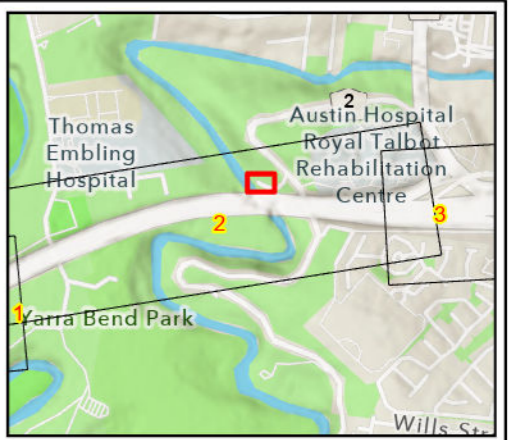 2
Austin Hospital
Royal Talbot
Rehabilitation
Centre
Thomas
Embling
Hospital
2
3
1
Yarra Bend Park
Wills Str